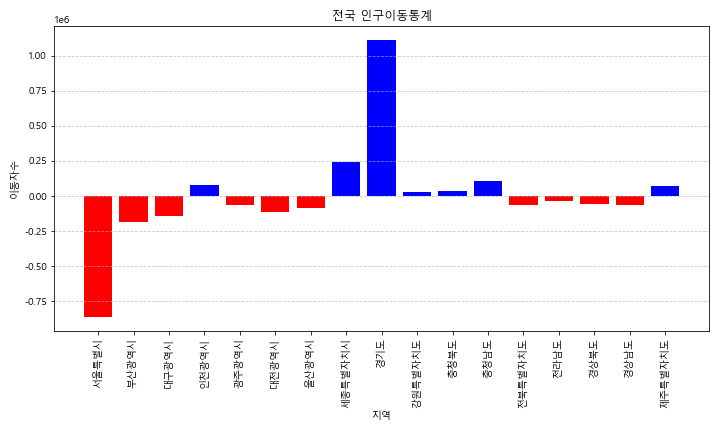 전국 인구이동통계
1e6
1.00
0.75
0.50
0.25
0.00
-0.25
-0.50
-0.75
이동자수
서울특별시
부산광역시
대구광역시
인천광역시
광주광역시
대전광역시
울산광역시
세종특별자치시
경기도
강원특별자치도
충청북도
충청남도
전북특별자치도
전라남도
경상북도
경상남도
제주특별자치도
지역